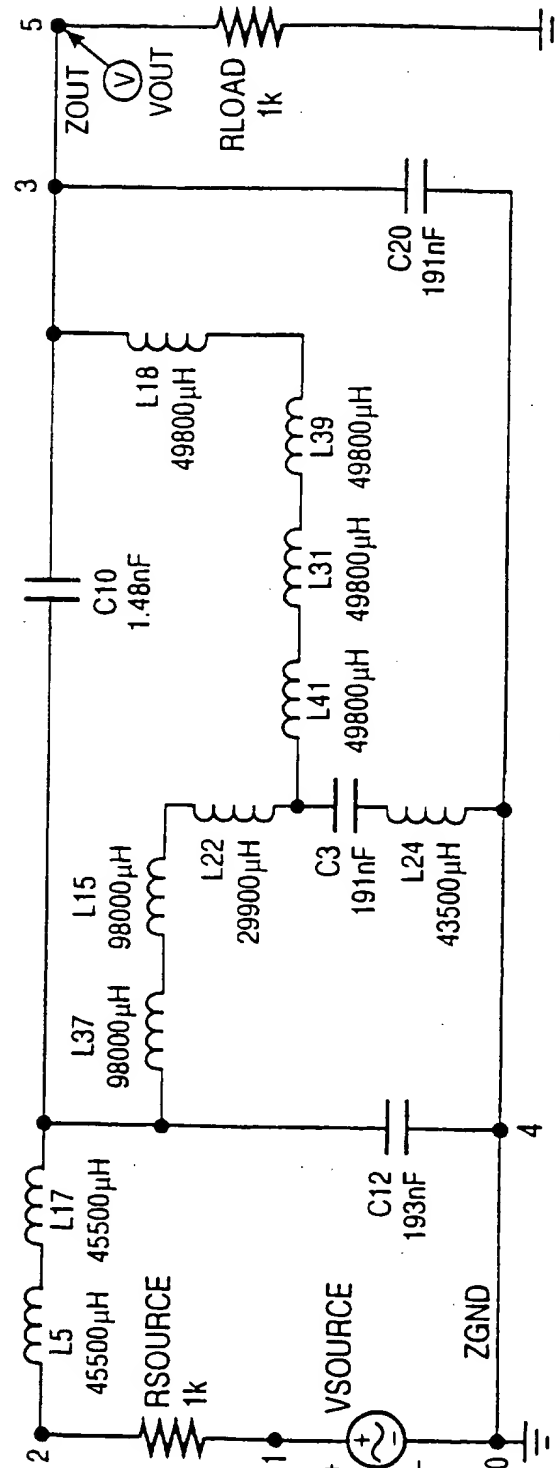 2
L5
45500µH
L17
45500µH
RSOURCE
1k
1
VSOURCE
+
+
-
-
0
ZGND
4
C12
193nF
L37
98000µH
L15
98000µH
L22
29900µH
C3
191nF
L24
43500µH
C10
1.48nF
L41
49800µH
L31
49800µH
L39
49800µH
L18
49800µH
3
C20
191nF
5
ZOUT
V
VOUT
RLOAD
1k